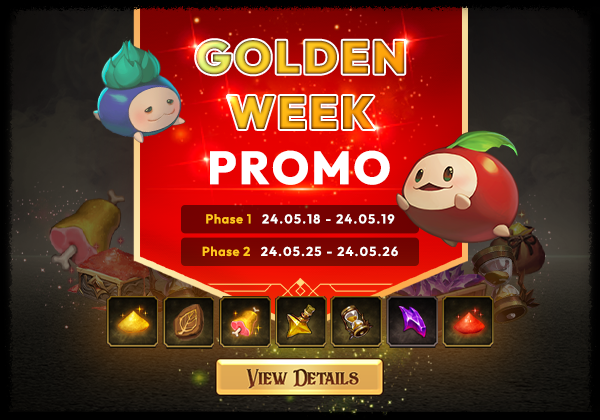 GOLDEN
WEEK
PROMO
Phase 1 24.05.18 - 24.05.19
Phase 2 24.05.25 - 24.05.26
View Details